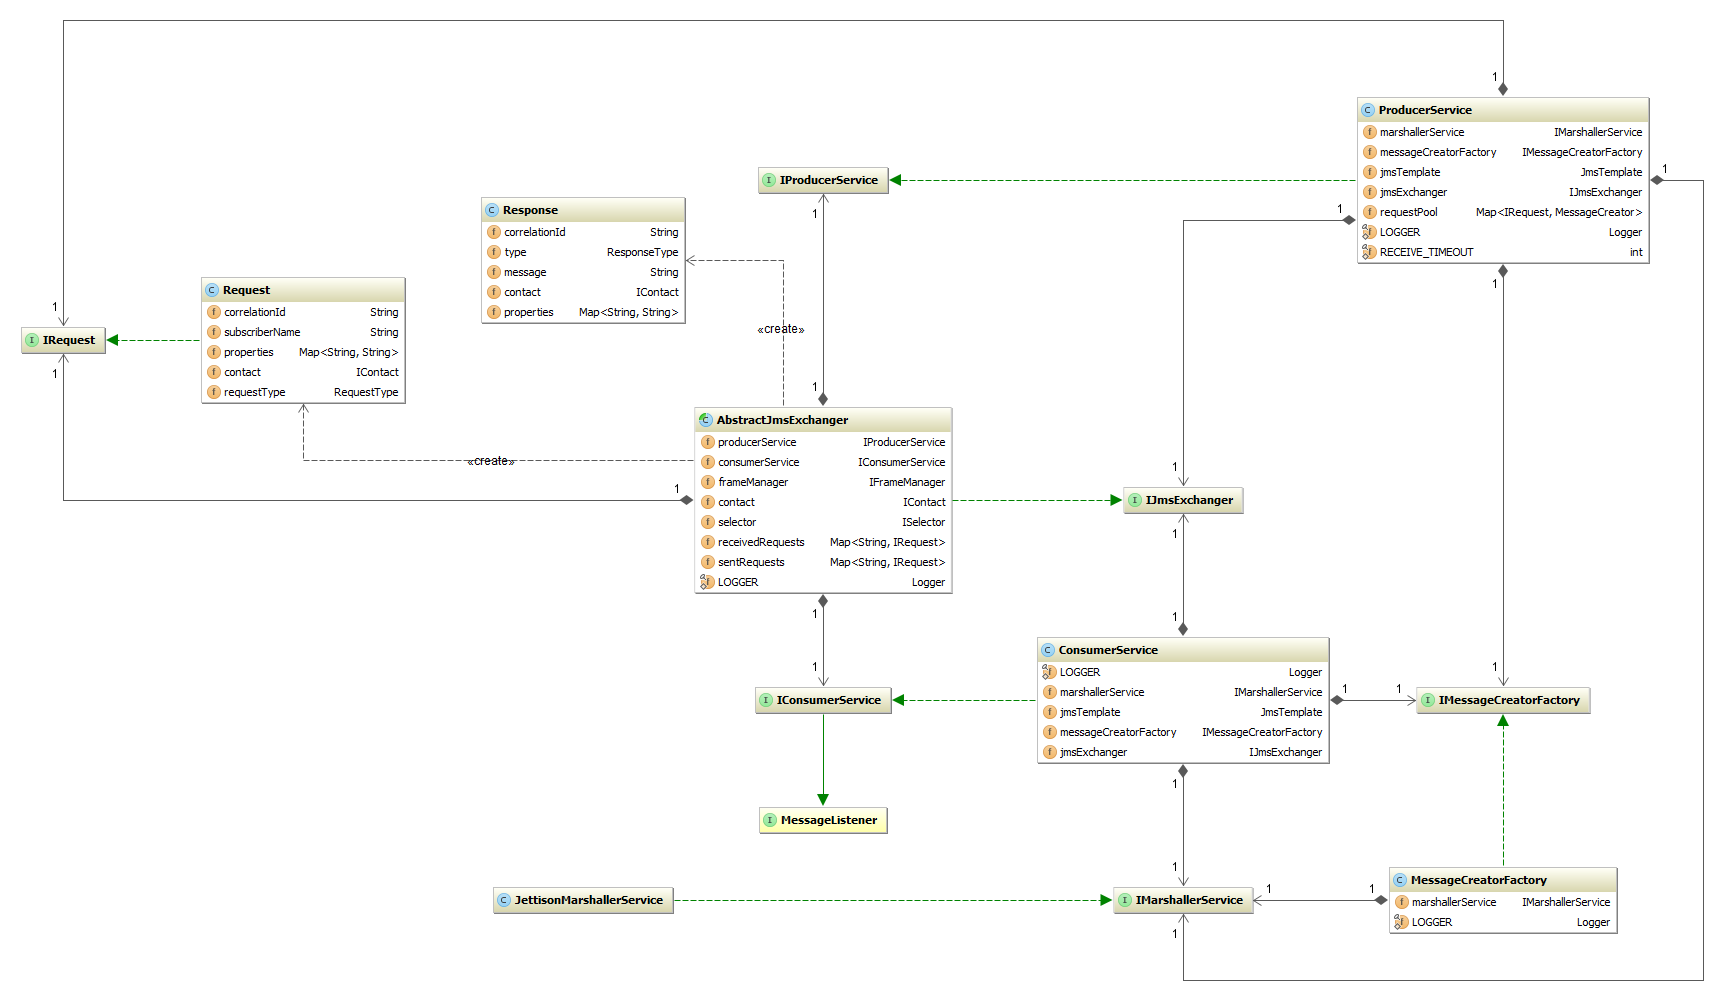 1
1
ProducerService
marshallerService IMarshallerService
messageCreatorFactory IMessageCreatorFactory
jmsTemplate JmsTemplate
jmsExchanger IJmsExchanger
requestPool Map<IRequest, MessageCreator>
LOGGER Logger
RECEIVE_TIMEOUT int
1
1
1
IProducerService
1
Response
correlationId String
type ResponseType
message String
contact IContact
properties Map<String, String>
«create»
Request
correlationId String
subscriberName String
properties Map<String, String>
contact IContact
requestType RequestType
IRequest
1
1
AbstractJmsExchanger
producerService IProducerService
consumerService IConsumerService
frameManager IFrameManager
contact IContact
selector ISelector
receivedRequests Map<String, IRequest>
sentRequests Map<String, IRequest>
LOGGER Logger
«create»
1
1
1
IJmsExchanger
1
1
1
ConsumerService
LOGGER Logger
marshallerService IMarshallerService
jmsTemplate JmsTemplate
messageCreatorFactory IMessageCreatorFactory
jmsExchanger IJmsExchanger
1
IConsumerService
1
1
1
IMessageCreatorFactory
1
MessageListener
1
JettisonMarshallerService
IMarshallerService
1
1
MessageCreatorFactory
marshallerService IMarshallerService
LOGGER Logger
1